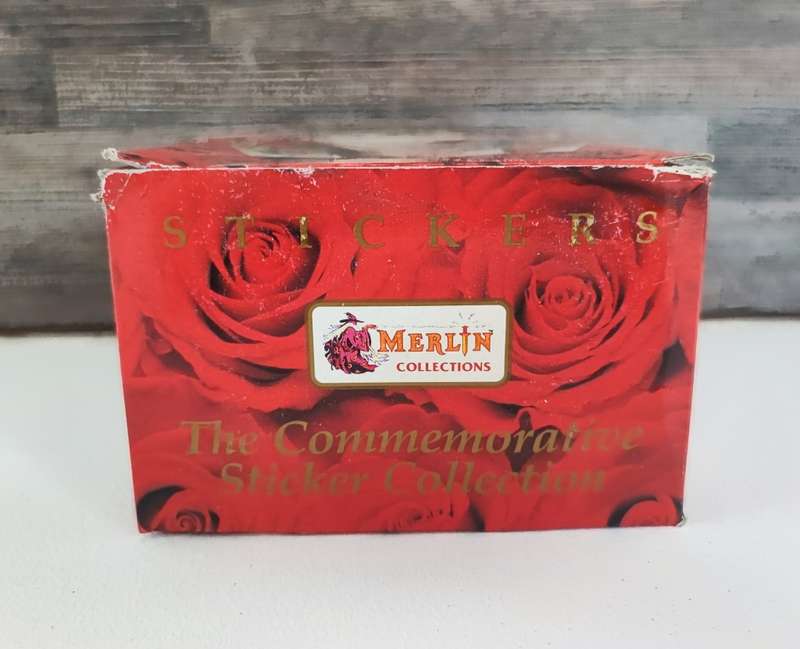 STICKERS
MERLIN
COLLECTIONS
The Commemorative
Sticker Collection